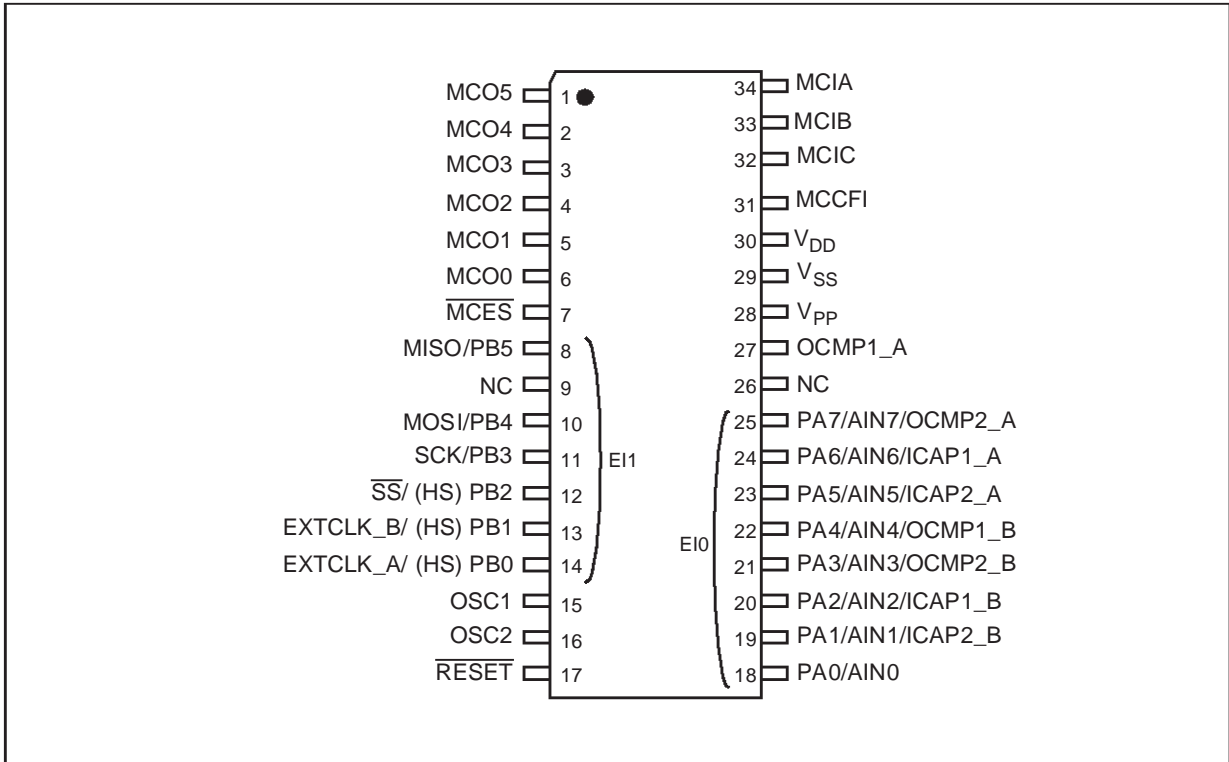 MCO5 1 34 MCIA
MCO4 2 33 MCIB
MCO3 3 32 MCIC
MCO2 4 31 MCCFI
MCO1 5 30 VDD
MCO0 6 29 VSS
MCES 7 28 VPP
MISO/PB5 8 27 OCMP1_A
NC 9 26 NC
MOSI/PB4 10 25 PA7/AIN7/OCMP2_A
SCK/PB3 11 EI1 24 PA6/AIN6/ICAP1_A
SS/ (HS) PB2 12 23 PA5/AIN5/ICAP2_A
EXTCLK_B/ (HS) PB1 13 22 PA4/AIN4/OCMP1_B
EI0
EXTCLK_A/ (HS) PB0 14 21 PA3/AIN3/OCMP2_B
OSC1 15 20 PA2/AIN2/ICAP1_B
OSC2 16 19 PA1/AIN1/ICAP2_B
RESET 17 18 PA0/AIN0